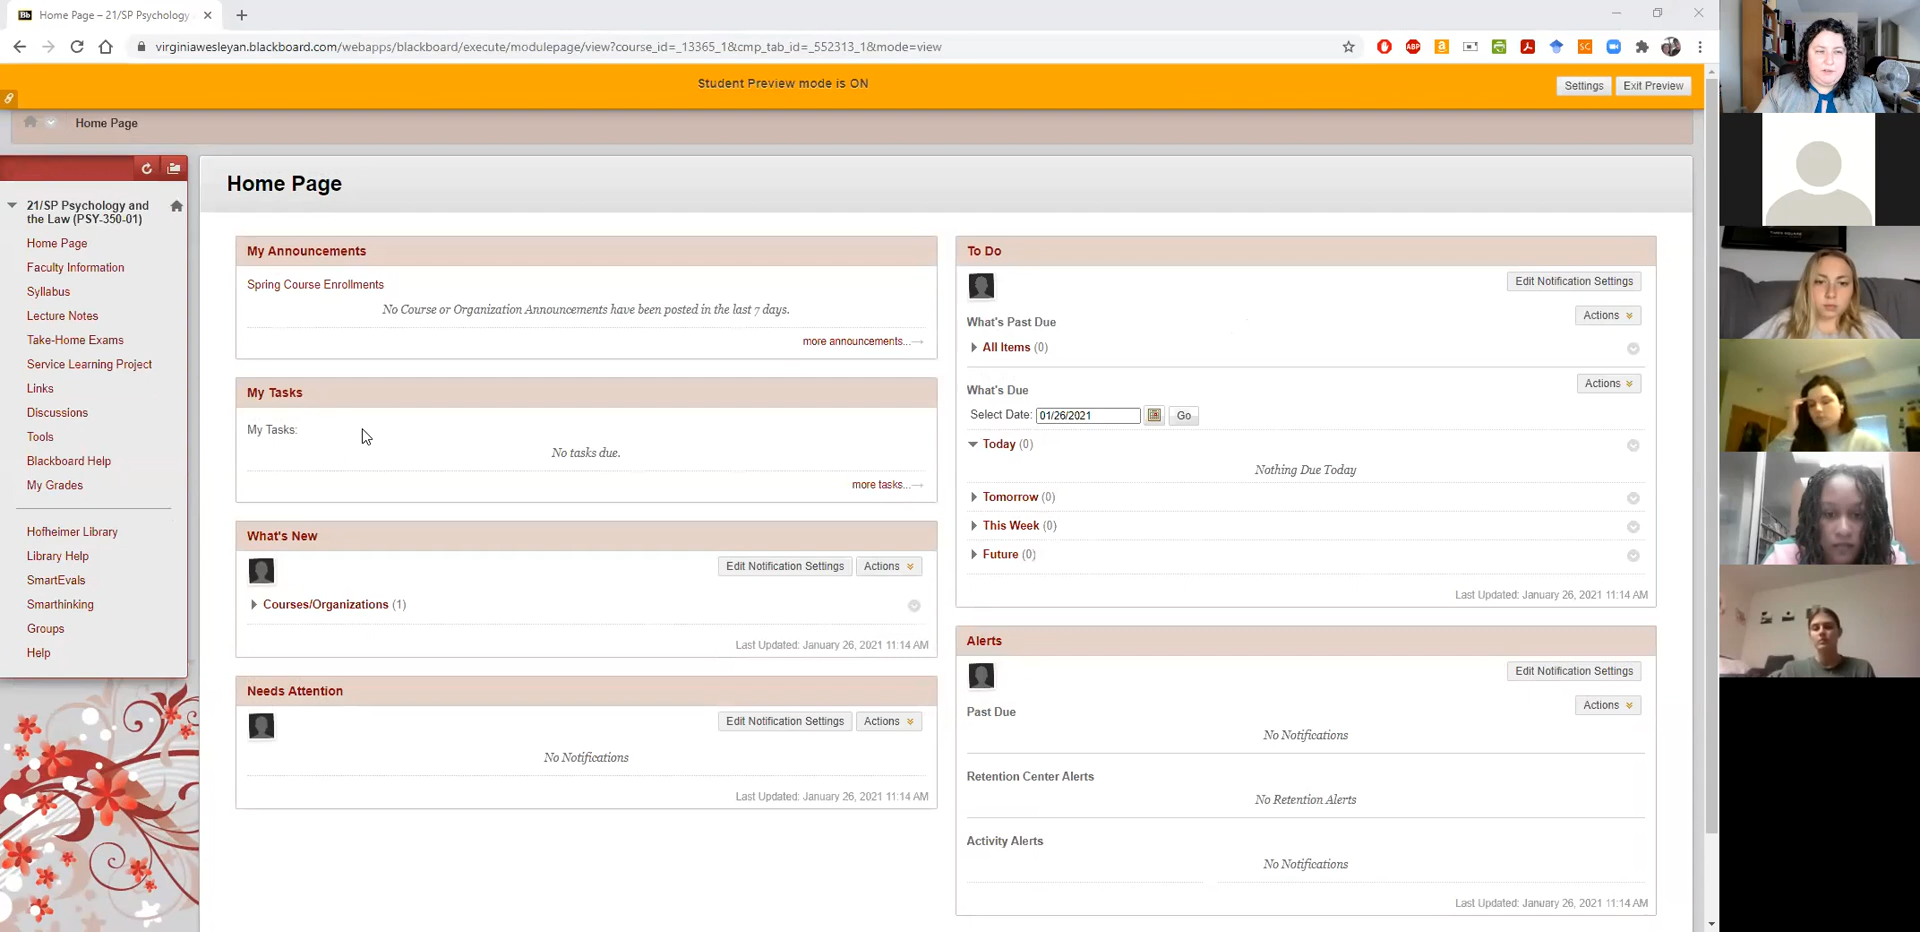 Home Page – 21/SP Psychology
virginiawesleyan.blackboard.com/webapps/blackboard/execute/modulepage/view?course_id=_13365_1&cmp_tab_id=_552313_1&mode=view
Student Preview mode is ON
Settings
Exit Preview
Home Page
21/SP Psychology and
the Law (PSY-350-01)
Home Page
Faculty Information
Syllabus
Lecture Notes
Take-Home Exams
Service Learning Project
Links
Discussions
Tools
Blackboard Help
My Grades
Hofheimer Library
Library Help
SmartEvals
Smarthinking
Groups
Help
Home Page
My Announcements
Spring Course Enrollments
No Course or Organization Announcements have been posted in the last 7 days.
more announcements...
My Tasks
My Tasks:
No tasks due.
more tasks...
What's New
Edit Notification Settings
Actions
Courses/Organizations (1)
Last Updated: January 26, 2021 11:14 AM
Needs Attention
Edit Notification Settings
Actions
No Notifications
Last Updated: January 26, 2021 11:14 AM
To Do
Edit Notification Settings
Actions
What's Past Due
All Items (0)
Actions
What's Due
Select Date: 01/26/2021 Go
Today (0)
Nothing Due Today
Tomorrow (0)
This Week (0)
Future (0)
Last Updated: January 26, 2021 11:14 AM
Alerts
Edit Notification Settings
Actions
Past Due
No Notifications
Retention Center Alerts
No Retention Alerts
Activity Alerts
No Notifications
Last Updated: January 26, 2021 11:14 AM
Bb
ABP
SC